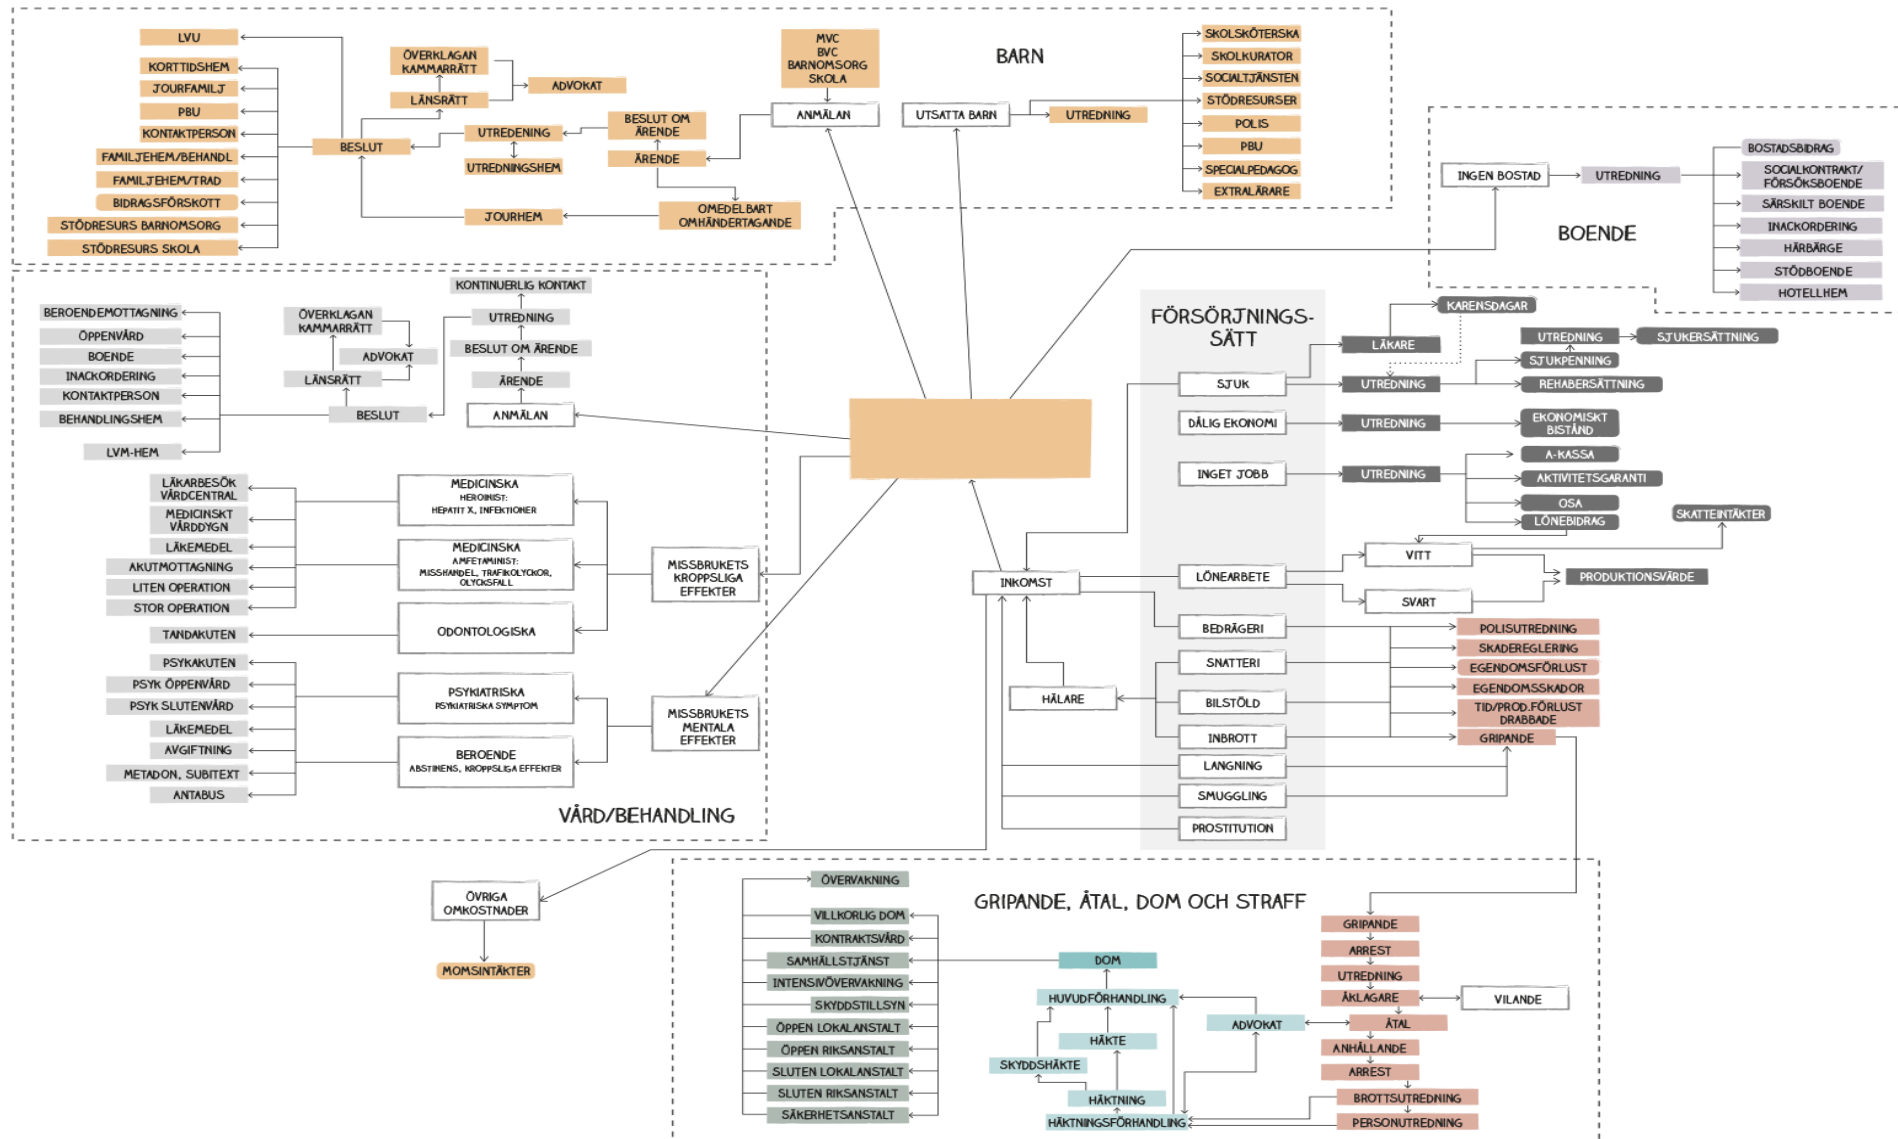 BARN
LVU
KORTTIDSHEM
JOURFAMILJ
PBU
KONTAKTPERSON
FAMILJEHEM/BEHANDL
FAMILJEHEM/TRAD
BIDRAGSFÖRSKOTT
STÖDRESURS BARNOMSORG
STÖDRESURS SKOLA
ÖVERKLAGAN
KAMMARRÄTT
LÄNSRÄTT
ADVOKAT
BESLUT
UTREDENING
UTREDNINGSHEM
JOURHEM
BESLUT OM
ÄRENDE
ÄRENDE
OMEDELBART
OMHÄNDERTAGANDE
MVC
BVC
BARNOMSORG
SKOLA
ANMÄLAN
UTSATTA BARN
UTREDNING
SKOLSKÖTERSKA
SKOLKURATOR
SOCIALTJÄNSTEN
STÖDRESURSER
POLIS
PBU
SPECIALPEDAGOG
EXTRALÄRARE
BOENDE
INGEN BOSTAD
UTREDNING
BOSTADSBIDRAG
SOCIALKONTRAKT/
FÖRSÖKSBOENDE
SÄRSKILT BOENDE
INACKORDERING
HÄRBÄRGE
STÖDBOENDE
HOTELLHEM
BEROENDEMOTTAGNING
ÖPPENVÅRD
BOENDE
INACKORDERING
KONTAKTPERSON
BEHANDLINGSHEM
LVM-HEM
ÖVERKLAGAN
KAMMARRÄTT
ADVOKAT
LÄNSRÄTT
BESLUT
KONTINUERLIG KONTAKT
UTREDNING
BESLUT OM ÄRENDE
ÄRENDE
ANMÄLAN
LÄKARBESÖK
VÅRDCENTRAL
MEDICINSKT
VÅRDDYGN
LÄKEMEDEL
AKUTMOTTAGNING
LITEN OPERATION
STOR OPERATION
TANDAKUTEN
PSYKAKUTEN
PSYK ÖPPENVÅRD
PSYK SLUTENVÅRD
LÄKEMEDEL
AVGIFTNING
METADON, SUBITEXT
ANTABUS
MEDICINSKA
HEROINIST:
HEPATIT X, INFEKTIONER
MEDICINSKA
AMFETAMINIST:
MISSHANDEL, TRAFIKOLYCKOR,
OLYCKSFALL
ODONTOLOGISKA
PSYKIATRISKA
PSYKIATRISKA SYMPTOM
BEROENDE
ABSTINENS, KROPPSLIGA EFFEKTER
MISSBRUKETS
KROPPSLIGA
EFFEKTER
MISSBRUKETS
MENTALA
EFFEKTER
VÅRD/BEHANDLING
FÖRSÖRJNINGS-
SÄTT
SJUK
DÅLIG EKONOMI
INGET JOBB
LÖNEARBETE
BEDRÄGERI
SNATTERI
BILSTÖLD
INBROTT
LANGNING
SMUGGLING
PROSTITUTION
INKOMST
HÄLARE
LÄKARE
KARENSDAGAR
UTREDNING
UTREDNING
SJUKERSÄTTNING
SJUKPENNING
REHABERSÄTTNING
UTREDNING
EKONOMISKT
BISTÅND
UTREDNING
A-KASSA
AKTIVITETSGARANTI
OSA
LÖNEBIDRAG
SKATTEINTÄKTER
VITT
SVART
PRODUKTIONSVÄRDE
POLISUTREDNING
SKADEREGLERING
EGENDOMSFÖRLUST
EGENDOMSSKADOR
TID/PROD.FÖRLUST
DRABBADE
GRIPANDE
ÖVRIGA
OMKOSTNADER
MOMSINTÄKTER
GRIPANDE, ÅTAL, DOM OCH STRAFF
ÖVERVAKNING
VILLKORLIG DOM
KONTRAKTSVÅRD
SAMHÄLLSTJÄNST
INTENSIVÖVERVAKNING
SKYDDSTILLSYN
ÖPPEN LOKALANSTALT
ÖPPEN RIKSANSTALT
SLUTEN LOKALANSTALT
SLUTEN RIKSANSTALT
SÄKERHETSANSTALT
DOM
HUVUDFÖRHANDLING
HÄKTE
SKYDDSHÄKTE
HÄKTNING
HÄKTNINGSFÖRHANDLING
ADVOKAT
GRIPANDE
ARREST
UTREDNING
ÅKLAGARE
VILANDE
ÅTAL
ANHÅLLANDE
ARREST
BROTTSUTREDNING
PERSONUTREDNING